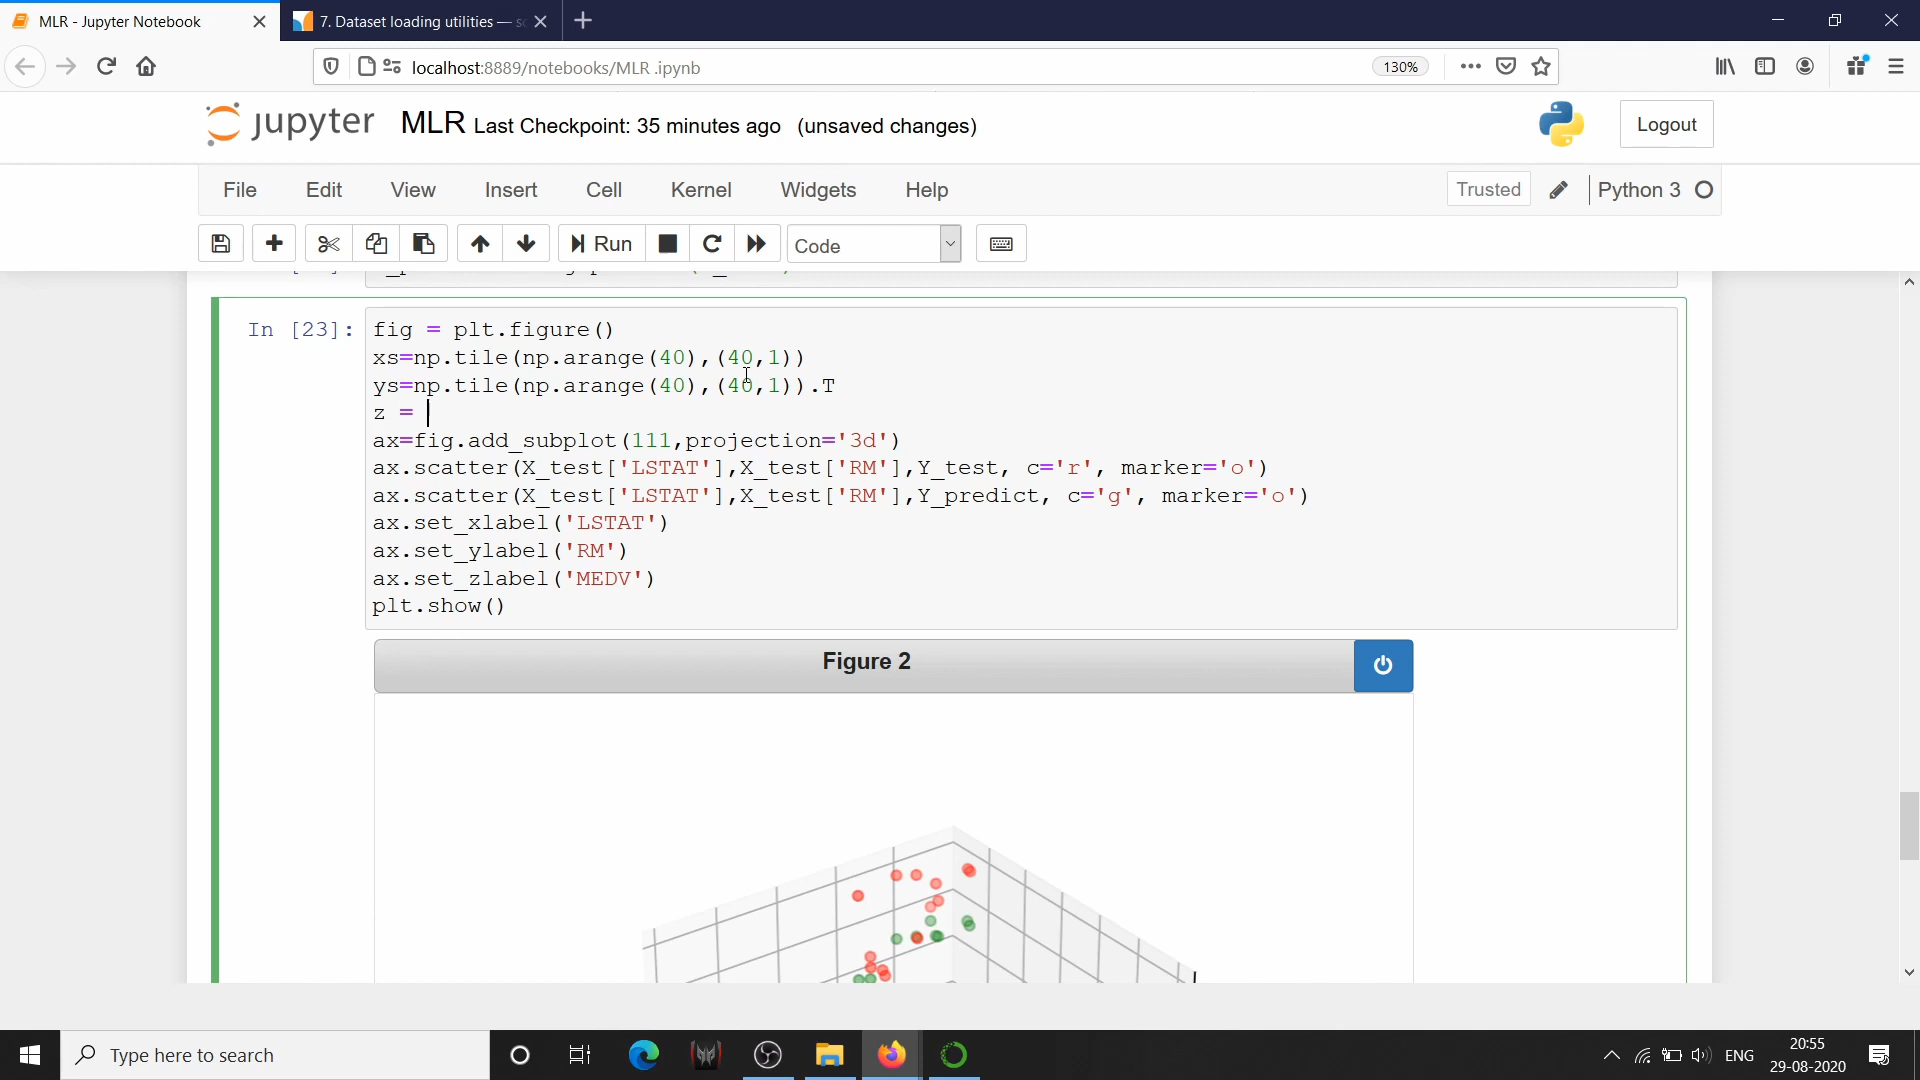 MLR - Jupyter Notebook
7. Dataset loading utilities — s
localhost:8889/notebooks/MLR .ipynb
130%
jupyter MLR Last Checkpoint: 35 minutes ago (unsaved changes)
Logout
File Edit View Insert Cell Kernel Widgets Help
Trusted
Python 3
Run
Code
In [23]:
fig = plt.figure()
xs=np.tile(np.arange(40),(40,1))
ys=np.tile(np.arange(40),(40,1)).T
z =
ax=fig.add_subplot(111,projection='3d')
ax.scatter(X_test['LSTAT'],X_test['RM'],Y_test, c='r', marker='o')
ax.scatter(X_test['LSTAT'],X_test['RM'],Y_predict, c='g', marker='o')
ax.set_xlabel('LSTAT')
ax.set_ylabel('RM')
ax.set_zlabel('MEDV')
plt.show()
Figure 2
Type here to search
ENG
20:55
29-08-2020